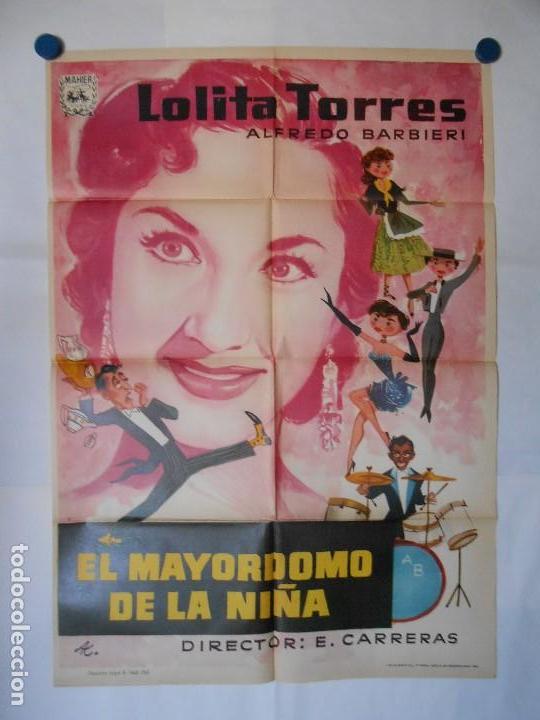 MAHIER
Lolita Torres
ALFREDO BARBIERI
A B
EL MAYORDOMO
DE LA NIÑA
DIRECTOR: E. CARRERAS
todocoleccion